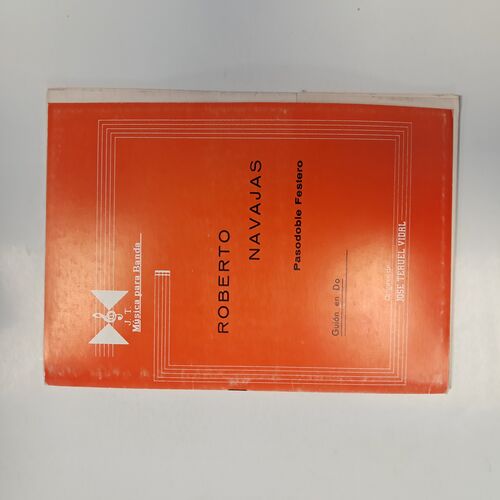 J. T.
Música para Banda
ROBERTO
NAVAJAS
Pasodoble Festero
Guión en Do
JOSE TERUEL VIDAL